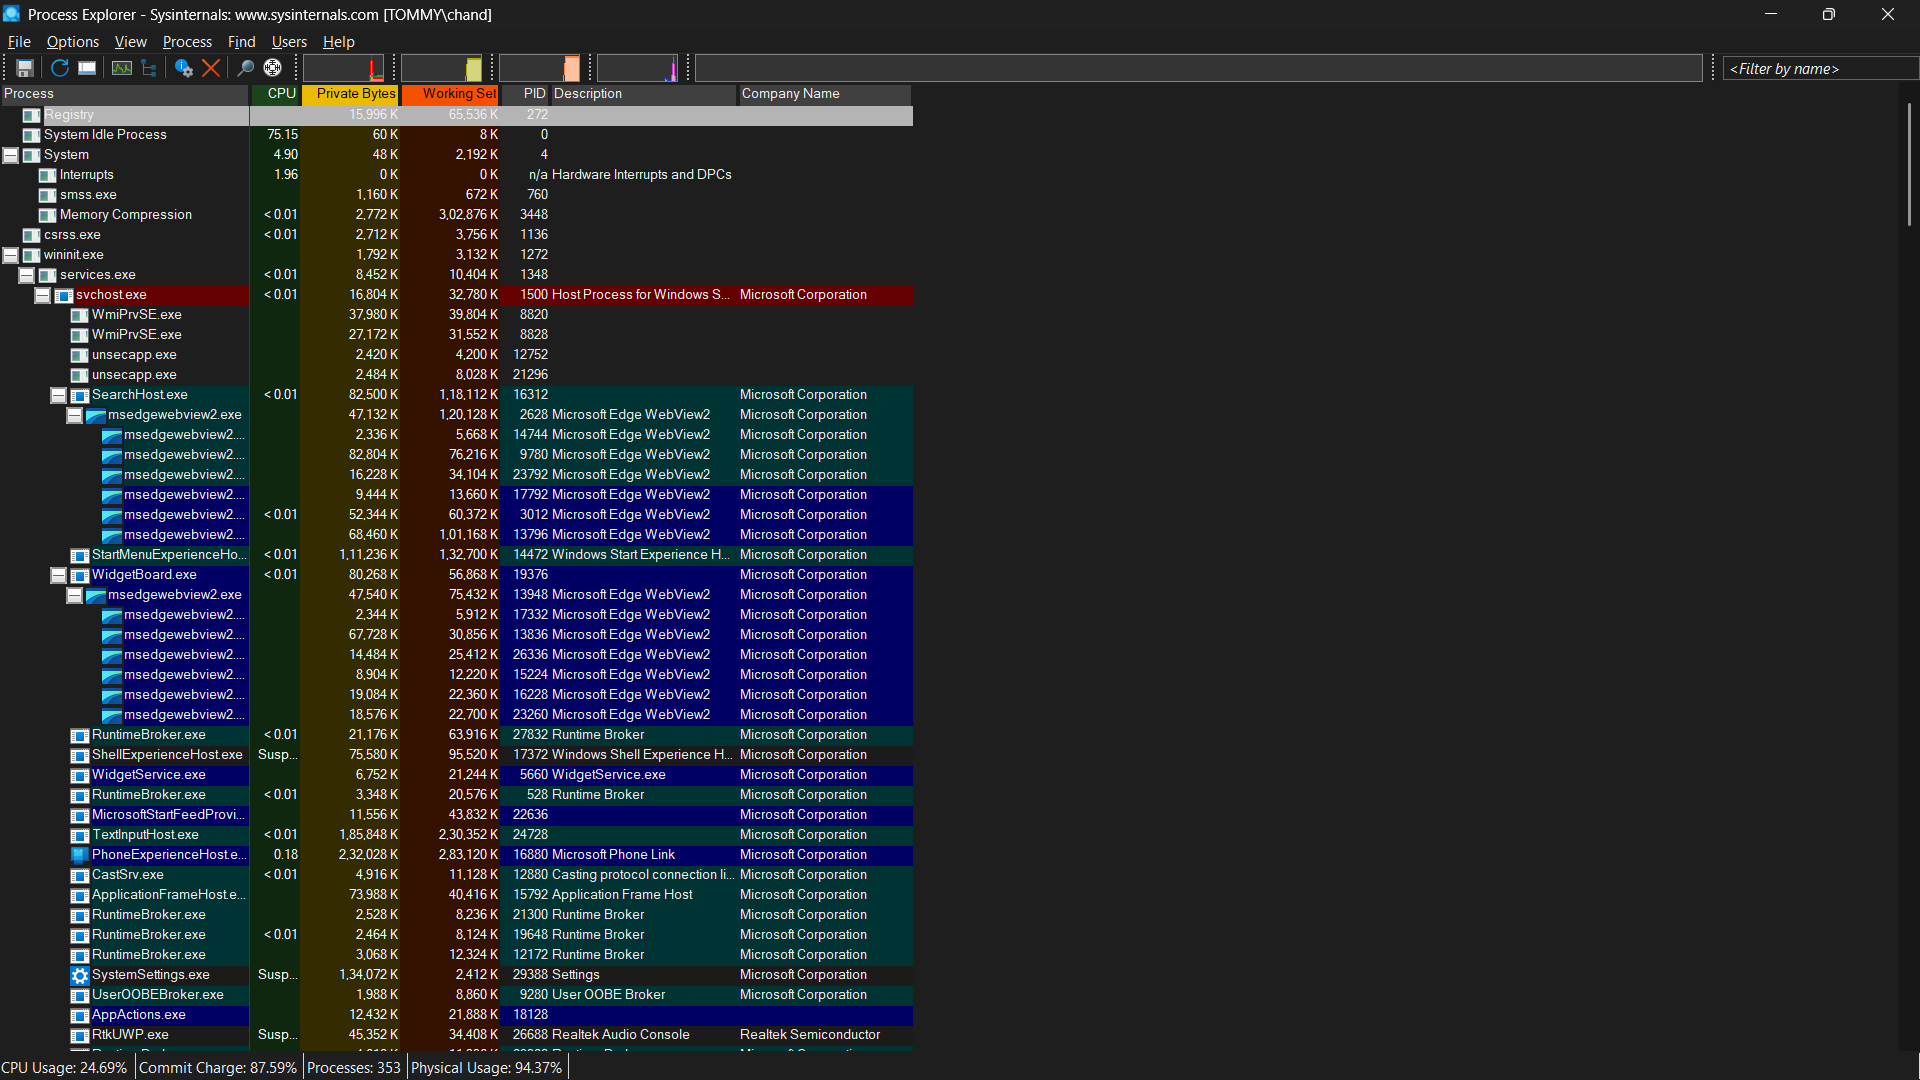 Process Explorer - Sysinternals: www.sysinternals.com [TOMMY\chand]
File Options View Process Find Users Help
<Filter by name>
Process CPU Private Bytes Working Set PID Description Company Name
Registry 15,996 K 65,536 K 272
System Idle Process 75.15 60 K 8 K 0
System 4.90 48 K 2,192 K 4
Interrupts 1.96 0 K 0 K n/a Hardware Interrupts and DPCs
smss.exe 1,160 K 672 K 760
Memory Compression < 0.01 2,772 K 3,02,876 K 3448
csrss.exe < 0.01 2,712 K 3,756 K 1136
wininit.exe 1,792 K 3,132 K 1272
services.exe < 0.01 8,452 K 10,404 K 1348
svchost.exe < 0.01 16,804 K 32,780 K 1500 Host Process for Windows S... Microsoft Corporation
WmiPrvSE.exe 37,980 K 39,804 K 8820
WmiPrvSE.exe 27,172 K 31,552 K 8828
unsecapp.exe 2,420 K 4,200 K 12752
unsecapp.exe 2,484 K 8,028 K 21296
SearchHost.exe < 0.01 82,500 K 1,18,112 K 16312 Microsoft Corporation
msedgewebview2.exe 47,132 K 1,20,128 K 2628 Microsoft Edge WebView2 Microsoft Corporation
msedgewebview2.... 2,336 K 5,668 K 14744 Microsoft Edge WebView2 Microsoft Corporation
msedgewebview2.... 82,804 K 76,216 K 9780 Microsoft Edge WebView2 Microsoft Corporation
msedgewebview2.... 16,228 K 34,104 K 23792 Microsoft Edge WebView2 Microsoft Corporation
msedgewebview2.... 9,444 K 13,660 K 17792 Microsoft Edge WebView2 Microsoft Corporation
msedgewebview2.... < 0.01 52,344 K 60,372 K 3012 Microsoft Edge WebView2 Microsoft Corporation
msedgewebview2.... 68,460 K 1,01,168 K 13796 Microsoft Edge WebView2 Microsoft Corporation
StartMenuExperienceHo... < 0.01 1,11,236 K 1,32,700 K 14472 Windows Start Experience H... Microsoft Corporation
WidgetBoard.exe < 0.01 80,268 K 56,868 K 19376 Microsoft Corporation
msedgewebview2.exe 47,540 K 75,432 K 13948 Microsoft Edge WebView2 Microsoft Corporation
msedgewebview2.... 2,344 K 5,912 K 17332 Microsoft Edge WebView2 Microsoft Corporation
msedgewebview2.... 67,728 K 30,856 K 13836 Microsoft Edge WebView2 Microsoft Corporation
msedgewebview2.... 14,484 K 25,412 K 26336 Microsoft Edge WebView2 Microsoft Corporation
msedgewebview2.... 8,904 K 12,220 K 15224 Microsoft Edge WebView2 Microsoft Corporation
msedgewebview2.... 19,084 K 22,360 K 16228 Microsoft Edge WebView2 Microsoft Corporation
msedgewebview2.... 18,576 K 22,700 K 23260 Microsoft Edge WebView2 Microsoft Corporation
RuntimeBroker.exe < 0.01 21,176 K 63,916 K 27832 Runtime Broker Microsoft Corporation
ShellExperienceHost.exe Susp... 75,580 K 95,520 K 17372 Windows Shell Experience H... Microsoft Corporation
WidgetService.exe 6,752 K 21,244 K 5660 WidgetService.exe Microsoft Corporation
RuntimeBroker.exe < 0.01 3,348 K 20,576 K 528 Runtime Broker Microsoft Corporation
MicrosoftStartFeedProvi... 11,556 K 43,832 K 22636 Microsoft Corporation
TextInputHost.exe < 0.01 1,85,848 K 2,30,352 K 24728 Microsoft Corporation
PhoneExperienceHost.e... 0.18 2,32,028 K 2,83,120 K 16880 Microsoft Phone Link Microsoft Corporation
CastSrv.exe < 0.01 4,916 K 11,128 K 12880 Casting protocol connection li... Microsoft Corporation
ApplicationFrameHost.e... 73,988 K 40,416 K 15792 Application Frame Host Microsoft Corporation
RuntimeBroker.exe 2,528 K 8,236 K 21300 Runtime Broker Microsoft Corporation
RuntimeBroker.exe < 0.01 2,464 K 8,124 K 19648 Runtime Broker Microsoft Corporation
RuntimeBroker.exe 3,068 K 12,324 K 12172 Runtime Broker Microsoft Corporation
SystemSettings.exe Susp... 1,34,072 K 2,412 K 29388 Settings Microsoft Corporation
UserOOBEBroker.exe 1,988 K 8,860 K 9280 User OOBE Broker Microsoft Corporation
AppActions.exe 12,432 K 21,888 K 18128
RtkUWP.exe Susp... 45,352 K 34,408 K 26688 Realtek Audio Console Realtek Semiconductor
CPU Usage: 24.69% Commit Charge: 87.59% Processes: 353 Physical Usage: 94.37%